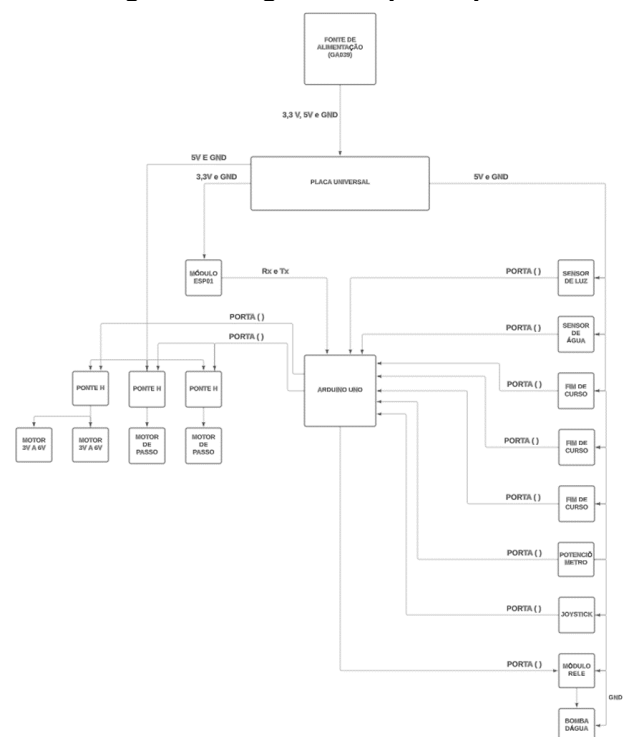 FONTE DE
ALIMENTAÇÃO
(GA039)
3,3 V, 5V e GND
5V E GND
3,3V e GND
PLACA UNIVERSAL
5V e GND
MÓDULO
ESP01
Rx e Tx
PORTA ( )
SENSOR
DE LUZ
PORTA ( )
PORTA ( )
PORTA ( )
SENSOR
DE
ÁGUA
PONTE H
PONTE H
PONTE H
ARDUINO UNO
PORTA ( )
FIM DE
CURSO
MOTOR
3V A 6V
MOTOR
3V A 6V
MOTOR
DE
PASSO
MOTOR
DE
PASSO
PORTA ( )
FIM DE
CURSO
PORTA ( )
FIM DE
CURSO
PORTA ( )
POTENCIÔ
METRO
PORTA ( )
JOYSTICK
PORTA ( )
MÓDULO
RELE
GND
BOMBA
DÁGUA